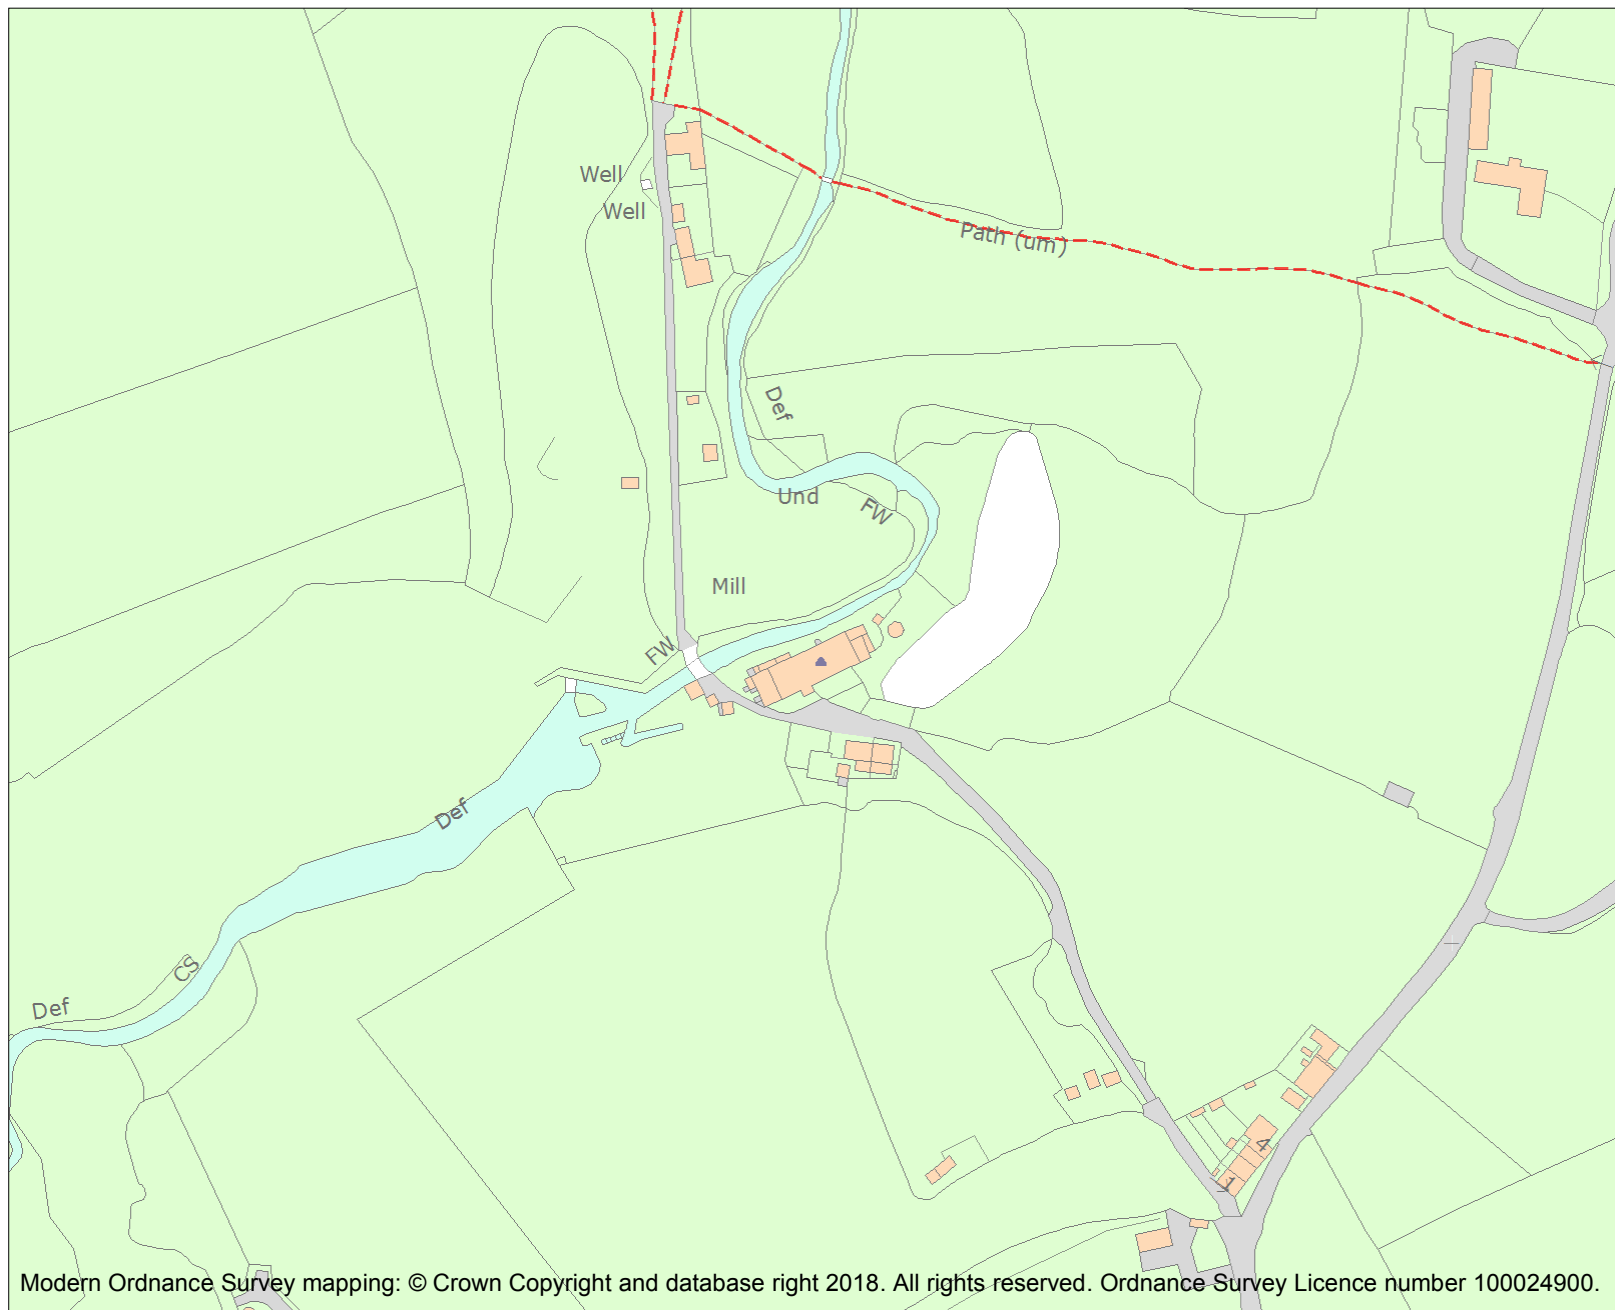 Well
Well
Path (um)
Def
Und
FW
Mill
FW
Def
CS
Def
4
1
Modern Ordnance Survey mapping: © Crown Copyright and database right 2018. All rights reserved. Ordnance Survey Licence number 100024900.